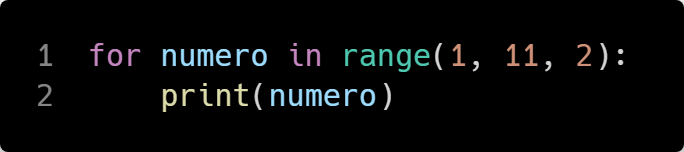 1 for numero in range(1, 11, 2):
2     print(numero)